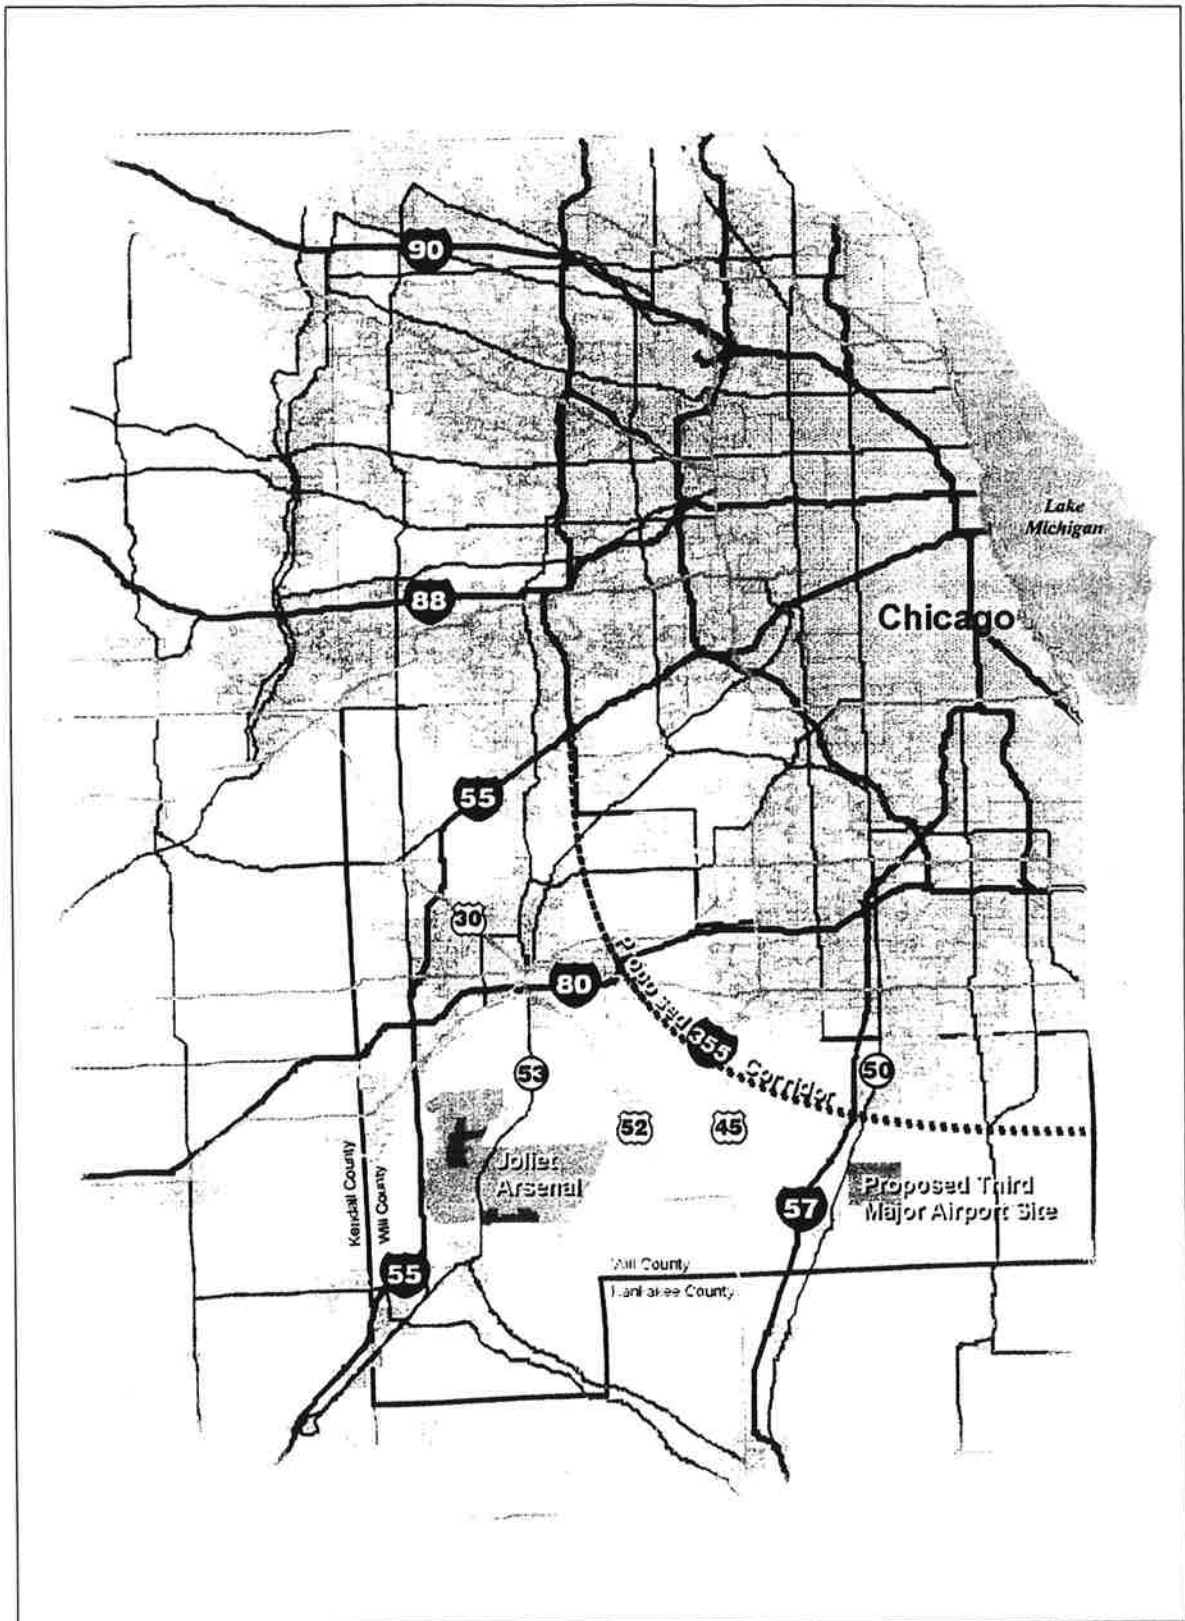 90
Lake
Michigan
88
Chicago
55
30
80
Proposed
355
Corridor
53
50
52
45
Joliet
Arsenal
Kendall County
Will County
Proposed Third
Major Airport Site
57
55
Will County
Kankakee County